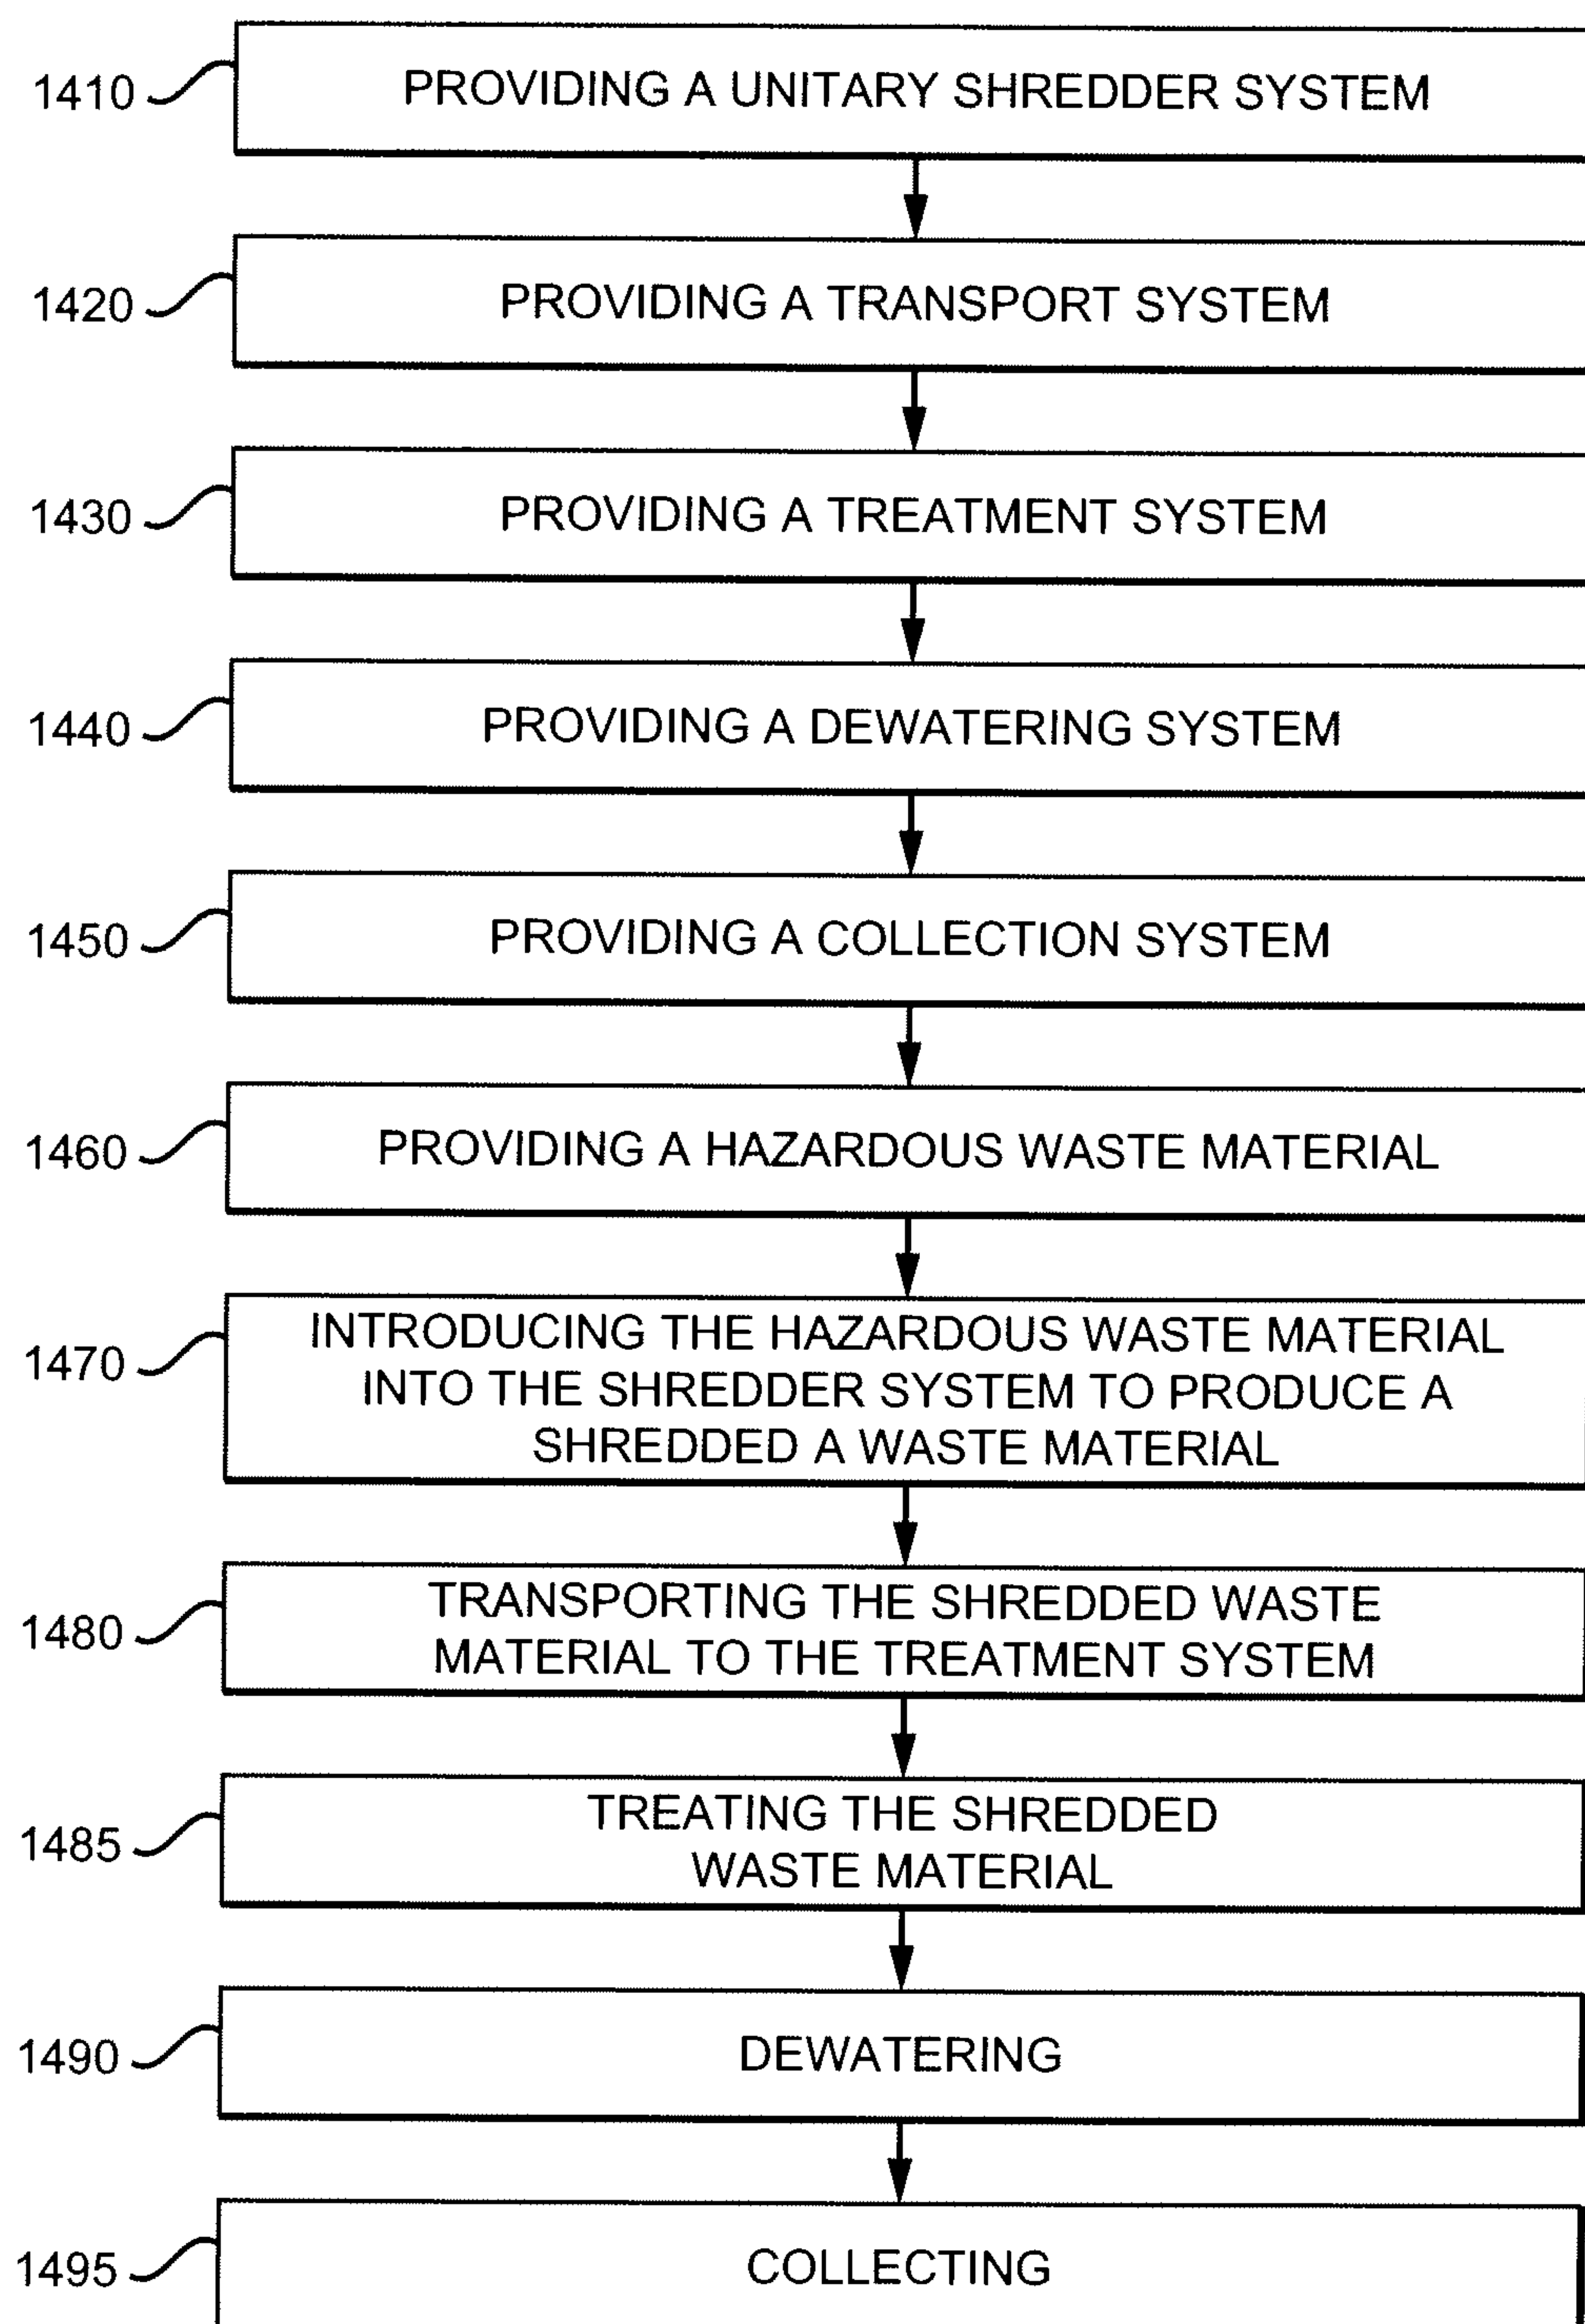 1410
PROVIDING A UNITARY SHREDDER SYSTEM
1420
PROVIDING A TRANSPORT SYSTEM
1430
PROVIDING A TREATMENT SYSTEM
1440
PROVIDING A DEWATERING SYSTEM
1450
PROVIDING A COLLECTION SYSTEM
1460
PROVIDING A HAZARDOUS WASTE MATERIAL
1470
INTRODUCING THE HAZARDOUS WASTE MATERIAL
INTO THE SHREDDER SYSTEM TO PRODUCE A
SHREDDED A WASTE MATERIAL
1480
TRANSPORTING THE SHREDDED WASTE
MATERIAL TO THE TREATMENT SYSTEM
1485
TREATING THE SHREDDED
WASTE MATERIAL
1490
DEWATERING
1495
COLLECTING